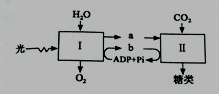 H₂O CO₂
光 I a II
b
ADP+Pi
O₂ 糖类